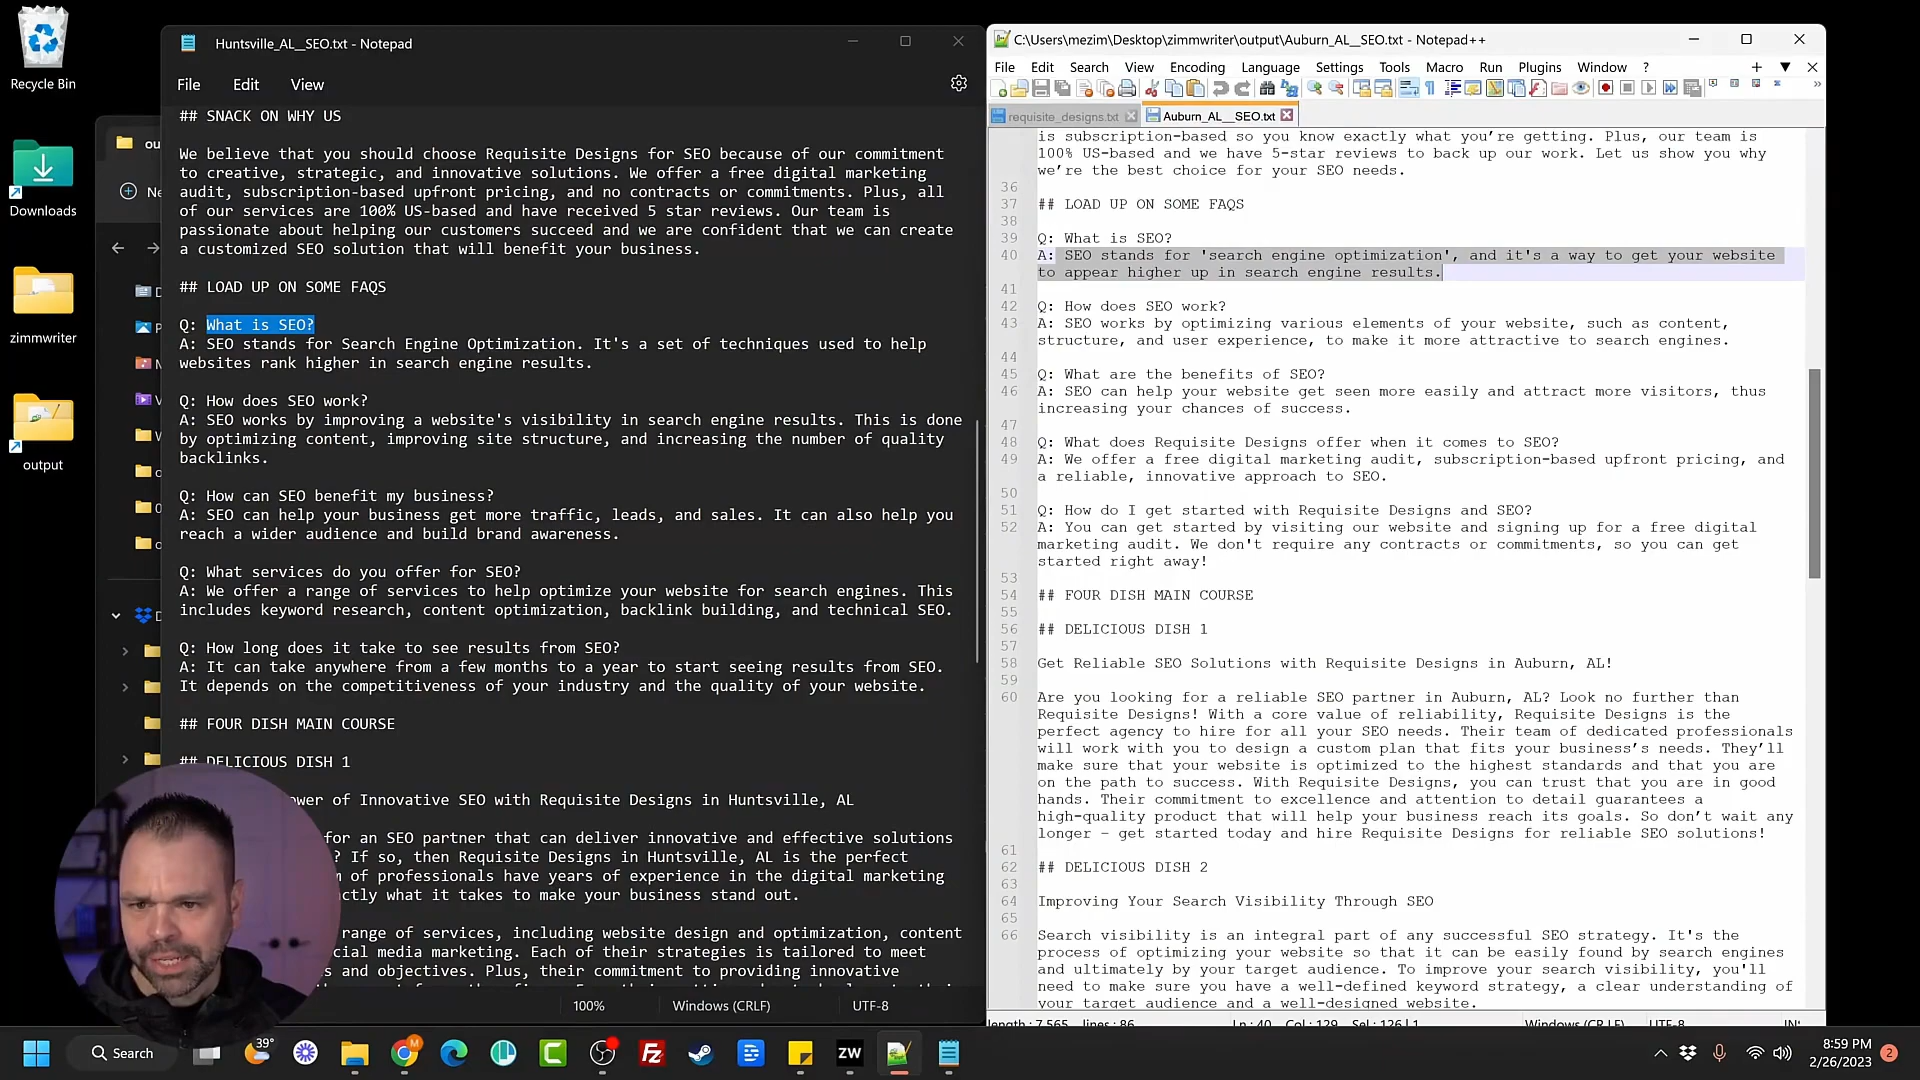 Recycle Bin
Downloads
zimmwriter
output
ou
Ne
Huntsville_AL__SEO.txt - Notepad
File Edit View
## SNACK ON WHY US
We believe that you should choose Requisite Designs for SEO because of our commitment
to creative, strategic, and innovative solutions. We offer a free digital marketing
audit, subscription-based upfront pricing, and no contracts or commitments. Plus, all
of our services are 100% US-based and have received 5 star reviews. Our team is
passionate about helping our customers succeed and we are confident that we can create
a customized SEO solution that will benefit your business.
## LOAD UP ON SOME FAQS
Q: What is SEO?
A: SEO stands for Search Engine Optimization. It's a set of techniques used to help
websites rank higher in search engine results.
Q: How does SEO work?
A: SEO works by improving a website's visibility in search engine results. This is done
by optimizing content, improving site structure, and increasing the number of quality
backlinks.
Q: How can SEO benefit my business?
A: SEO can help your business get more traffic, leads, and sales. It can also help you
reach a wider audience and build brand awareness.
Q: What services do you offer for SEO?
A: We offer a range of services to help optimize your website for search engines. This
includes keyword research, content optimization, backlink building, and technical SEO.
Q: How long does it take to see results from SEO?
A: It can take anywhere from a few months to a year to start seeing results from SEO.
It depends on the competitiveness of your industry and the quality of your website.
## FOUR DISH MAIN COURSE
## DELICIOUS DISH 1
ower of Innovative SEO with Requisite Designs in Huntsville, AL
for an SEO partner that can deliver innovative and effective solutions
? If so, then Requisite Designs in Huntsville, AL is the perfect
m of professionals have years of experience in the digital marketing
ctly what it takes to make your business stand out.
range of services, including website design and optimization, content
cial media marketing. Each of their strategies is tailored to meet
s and objectives. Plus, their commitment to providing innovative
100% Windows (CRLF) UTF-8
C:\Users\mezim\Desktop\zimmwriter\output\Auburn_AL__SEO.txt - Notepad++
File Edit Search View Encoding Language Settings Tools Macro Run Plugins Window ?
requisite_designs.txt Auburn_AL__SEO.txt
is subscription-based so you know exactly what you’re getting. Plus, our team is
100% US-based and we have 5-star reviews to back up our work. Let us show you why
we’re the best choice for your SEO needs.
36
37 ## LOAD UP ON SOME FAQS
38
39 Q: What is SEO?
40 A: SEO stands for 'search engine optimization', and it's a way to get your website
to appear higher up in search engine results.
41
42 Q: How does SEO work?
43 A: SEO works by optimizing various elements of your website, such as content,
structure, and user experience, to make it more attractive to search engines.
44
45 Q: What are the benefits of SEO?
46 A: SEO can help your website get seen more easily and attract more visitors, thus
increasing your chances of success.
47
48 Q: What does Requisite Designs offer when it comes to SEO?
49 A: We offer a free digital marketing audit, subscription-based upfront pricing, and
a reliable, innovative approach to SEO.
50
51 Q: How do I get started with Requisite Designs and SEO?
52 A: You can get started by visiting our website and signing up for a free digital
marketing audit. We don't require any contracts or commitments, so you can get
started right away!
53
54 ## FOUR DISH MAIN COURSE
55
56 ## DELICIOUS DISH 1
57
58 Get Reliable SEO Solutions with Requisite Designs in Auburn, AL!
59
60 Are you looking for a reliable SEO partner in Auburn, AL? Look no further than
Requisite Designs! With a core value of reliability, Requisite Designs is the
perfect agency to hire for all your SEO needs. Their team of dedicated professionals
will work with you to design a custom plan that fits your business’s needs. They’ll
make sure that your website is optimized to the highest standards and that you are
on the path to success. With Requisite Designs, you can trust that you are in good
hands. Their commitment to excellence and attention to detail guarantees a
high-quality product that will help your business reach its goals. So don’t wait any
longer – get started today and hire Requisite Designs for reliable SEO solutions!
61
62 ## DELICIOUS DISH 2
63
64 Improving Your Search Visibility Through SEO
65
66 Search visibility is an integral part of any successful SEO strategy. It's the
process of optimizing your website so that it can be easily found by search engines
and ultimately by your target audience. To improve your search visibility, you'll
need to make sure you have a well-defined keyword strategy, a clear understanding of
your target audience and a well-designed website.
length : 7,565 lines : 86 Ln : 40 Col : 129 Sel : 126 | 1 Windows (CR LF) UTF-8 IN
Search
39°
M
ZW
8:59 PM
2/26/2023
2